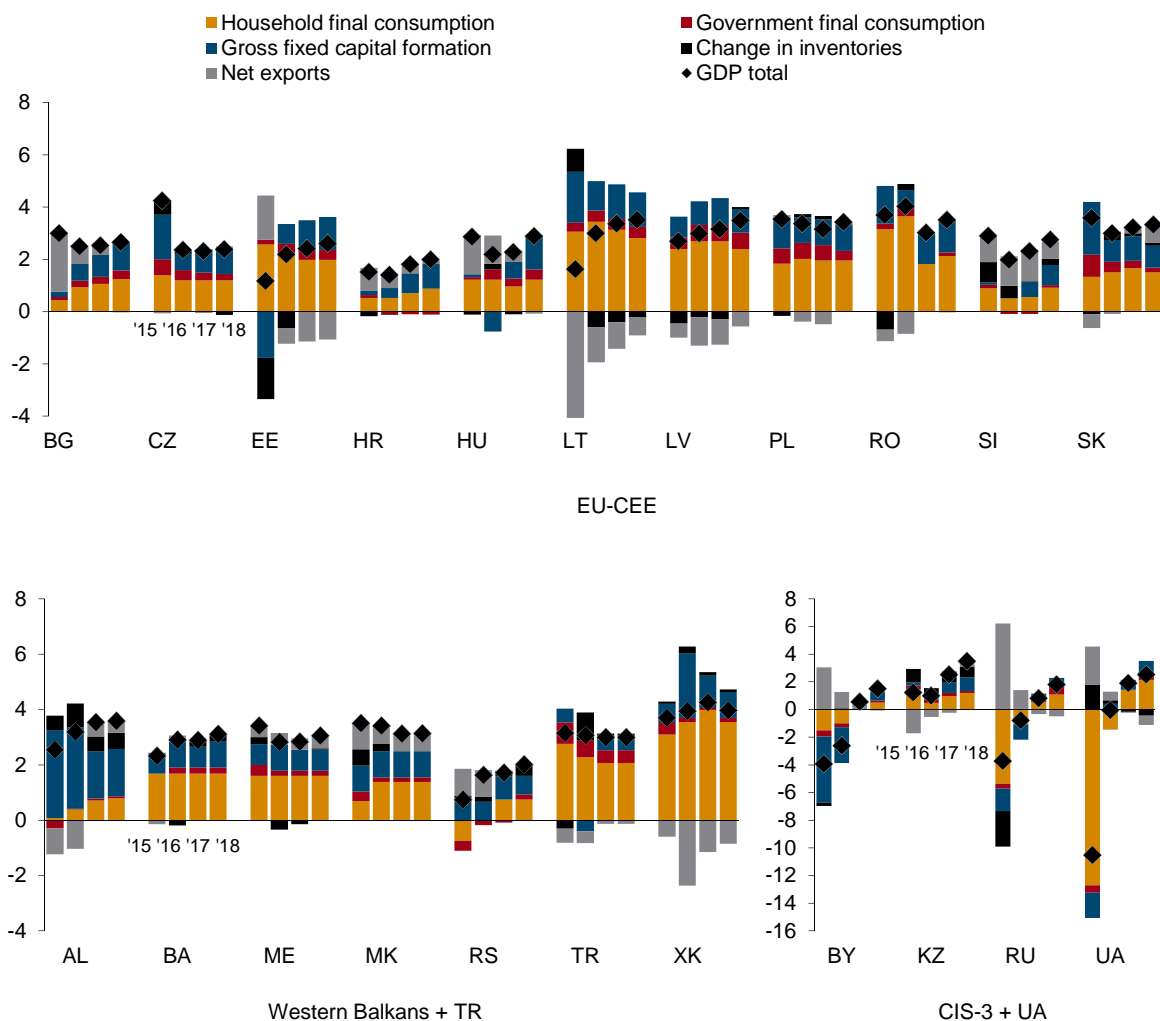 Household final consumption Government final consumption
Gross fixed capital formation Change in inventories
Net exports GDP total
8
6
4
2
0
-2
-4
'15 '16 '17 '18
BG CZ EE HR HU LT LV PL RO SI SK
EU-CEE
8
6
4
2
0
-2
-4
'15 '16 '17 '18
AL BA ME MK RS TR XK
Western Balkans + TR
8
6
4
2
0
-2
-4
-6
-8
-10
-12
-14
-16
'15 '16 '17 '18
BY KZ RU UA
CIS-3 + UA